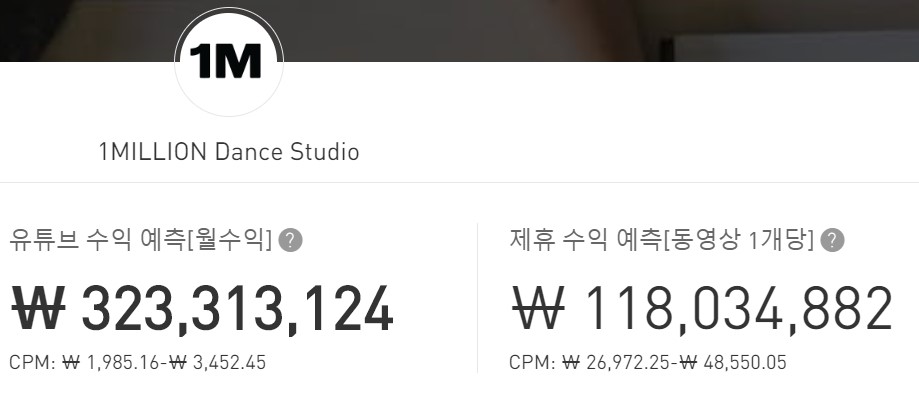 1M
1MILLION Dance Studio
유튜브 수익 예측[월수익] ?
₩ 323,313,124
CPM: ₩ 1,985.16-₩ 3,452.45
제휴 수익 예측[동영상 1개당] ?
₩ 118,034,882
CPM: ₩ 26,972.25-₩ 48,550.05